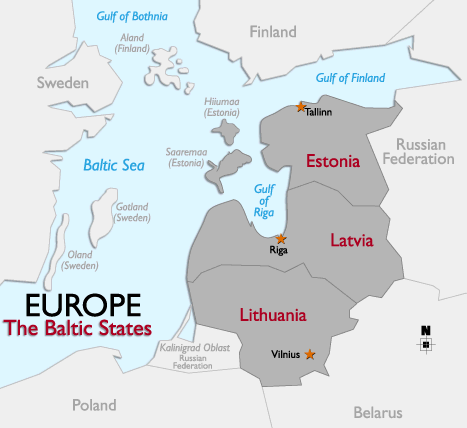 Gulf of Bothnia
Finland
Aland
(Finland)
Gulf of Finland
Sweden
Hiiumaa
(Estonia)
Tallinn
Russian
Federation
Saaremaa
(Estonia)
Estonia
Baltic Sea
Gulf
of
Riga
Gotland
(Sweden)
Latvia
Riga
Oland
(Sweden)
EUROPE
The Baltic States
Lithuania
N
Kalinigrad Oblast
Russian
Federation
Vilnius
Poland
Belarus